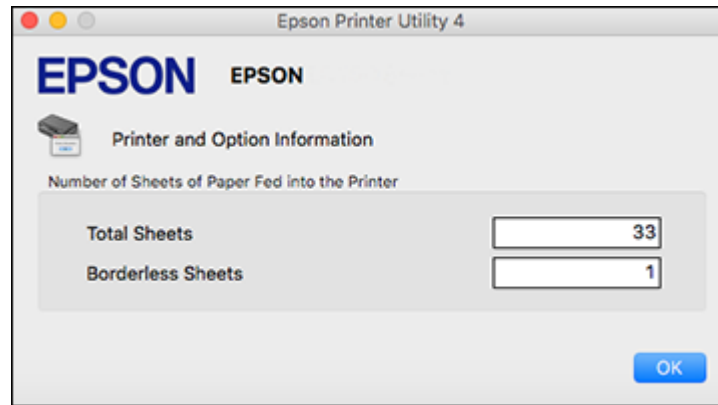 Epson Printer Utility 4
EPSON EPSON
Printer and Option Information
Number of Sheets of Paper Fed into the Printer
Total Sheets 33
Borderless Sheets 1
OK